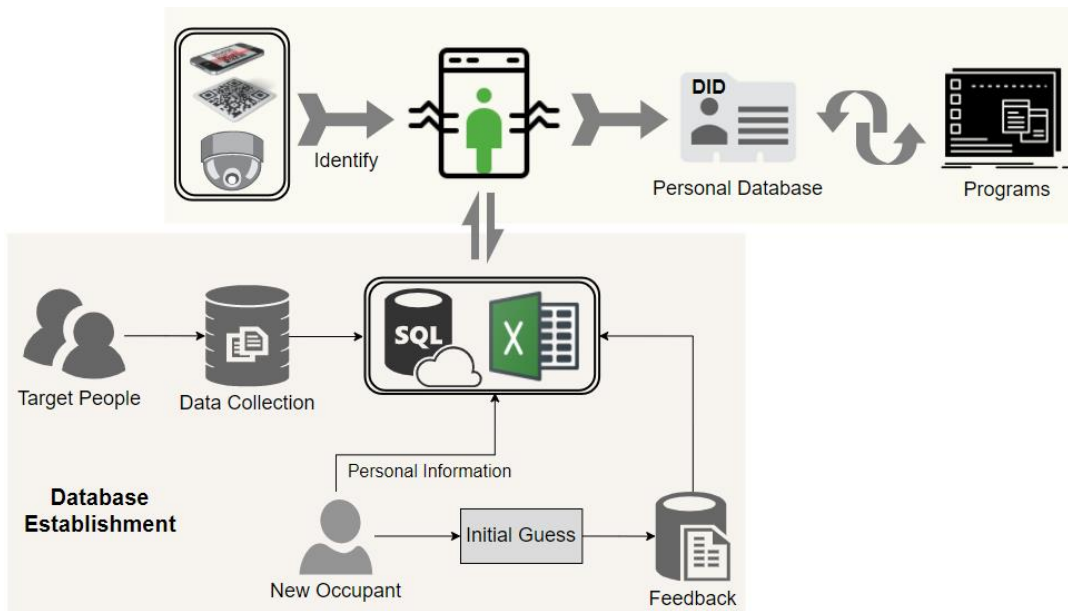 DID
Identify
Personal Database
Programs
SQL
X
Target People
Data Collection
Personal Information
Database
Establishment
Initial Guess
New Occupant
Feedback